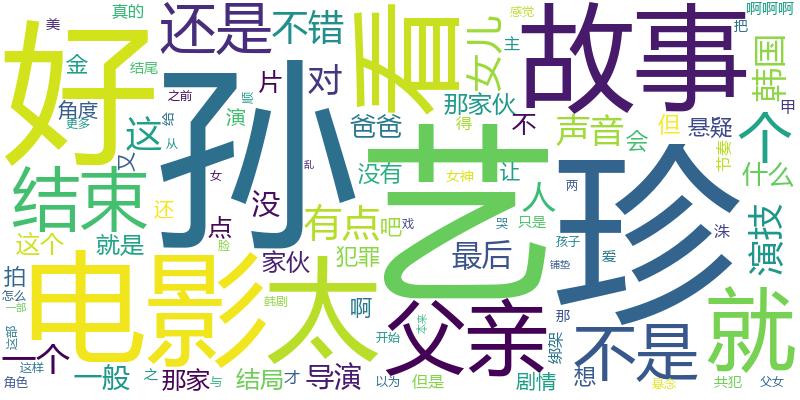 真的
美
结尾
金
角度
更多
这
又
好
还是
之前
给
从
孙
乱
女
不错
感觉
主
片
对
演
爸爸
看
女儿
那家伙
得
不
故事
啊啊啊
把
韩国
甲
悬疑
但
会
声音
个
节奏
什么
结束
还
点
没
有点
没有
吧
戏
女神
让
人
艺
哭
只是
两
孩子
爱
铺垫
珍
洙
演技
这个
就是
拍
怎么
一部
这部
一个
这样
角色
电影
脸
家伙
犯罪
太
啊
韩剧
最后
父亲
本来
开始
那
绑架
不是
就
一般
之
那家
与
结局
才
导演
以为
但是
剧情
想
悬念
共犯
父女